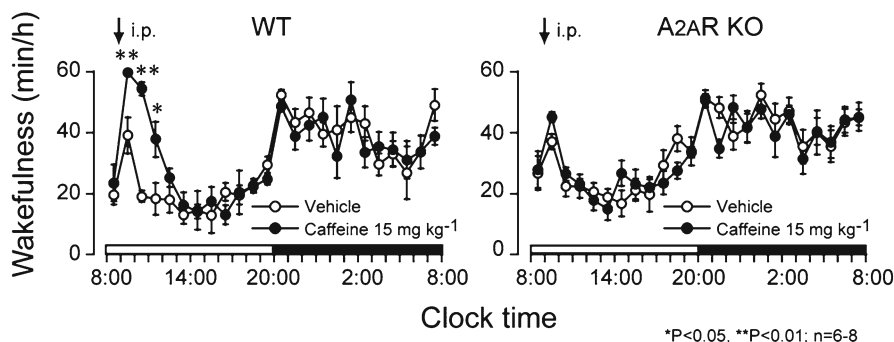 i.p. WT
** ** *
Wakefulness (min/h)
60
40
20
0
Vehicle
Caffeine 15 mg kg-1
8:00 14:00 20:00 2:00 8:00
i.p. A2AR KO
60
40
20
0
Vehicle
Caffeine 15 mg kg-1
8:00 14:00 20:00 2:00 8:00
Clock time
*P<0.05, **P<0.01; n=6-8